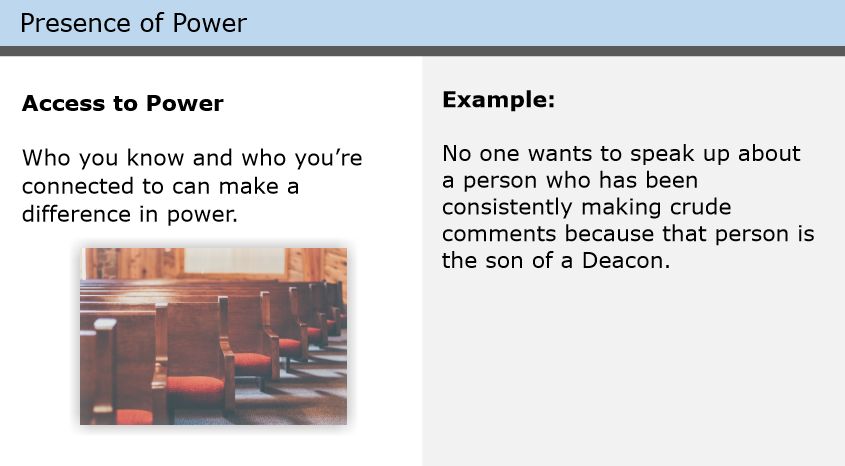 Presence of Power
Access to Power
Who you know and who you’re
connected to can make a
difference in power.
Example:
No one wants to speak up about
a person who has been
consistently making crude
comments because that person is
the son of a Deacon.